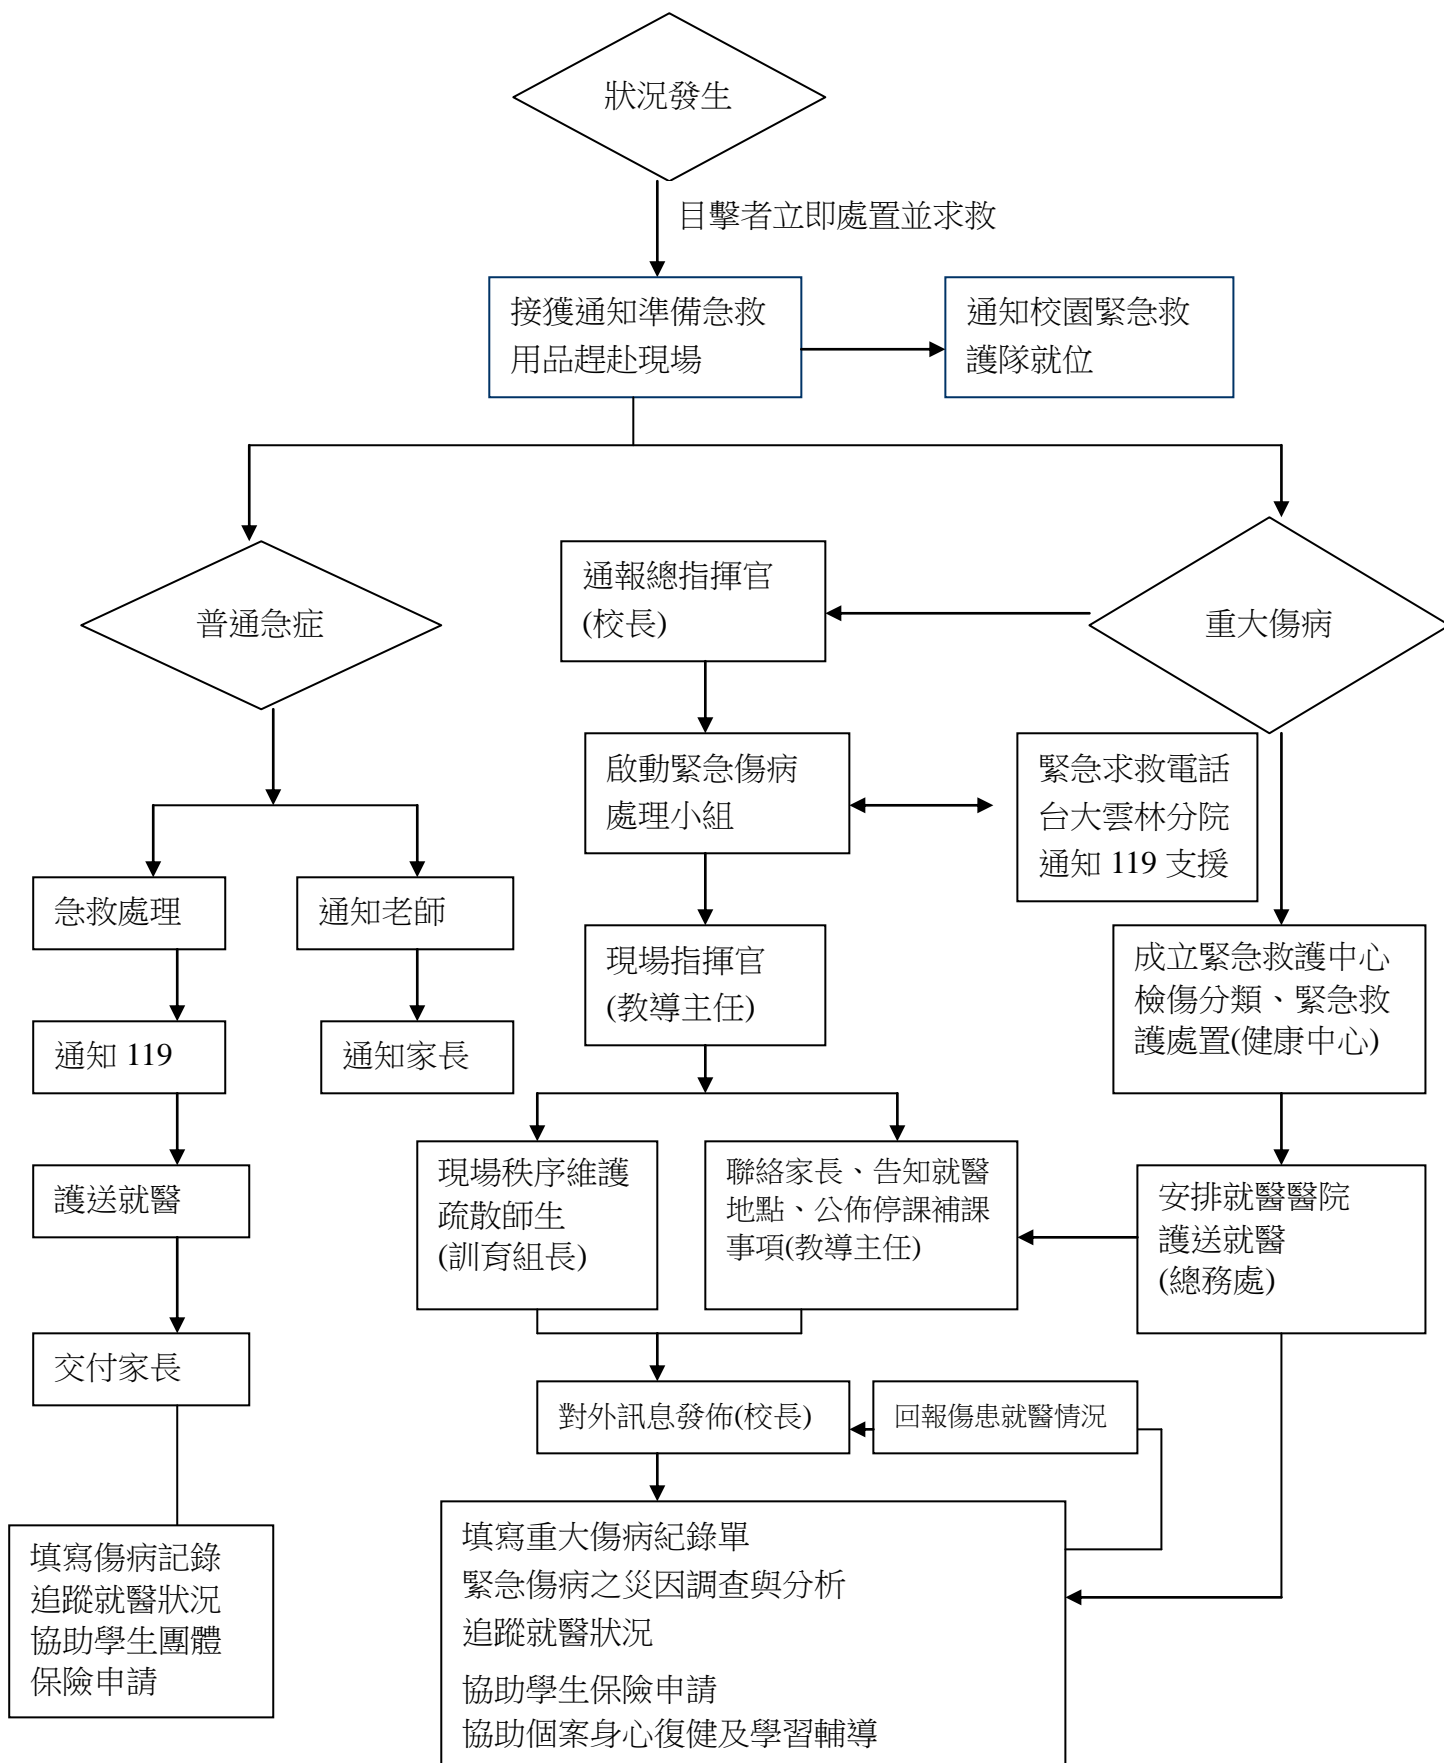 狀況發生
目擊者立即處置並求救
接獲通知準備急救
用品趕赴現場
通知校園緊急救
護隊就位
普通急症
通報總指揮官
(校長)
重大傷病
啟動緊急傷病
處理小組
緊急求救電話
台大雲林分院
通知 119 支援
急救處理
通知老師
現場指揮官
(教導主任)
成立緊急救護中心
檢傷分類、緊急救
護處置(健康中心)
通知 119
通知家長
護送就醫
現場秩序維護
疏散師生
(訓育組長)
聯絡家長、告知就醫
地點、公佈停課補課
事項(教導主任)
安排就醫醫院
護送就醫
(總務處)
交付家長
對外訊息發佈(校長)
回報傷患就醫情況
填寫傷病記錄
追蹤就醫狀況
協助學生團體
保險申請
填寫重大傷病紀錄單
緊急傷病之災因調查與分析
追蹤就醫狀況
協助學生保險申請
協助個案身心復健及學習輔導